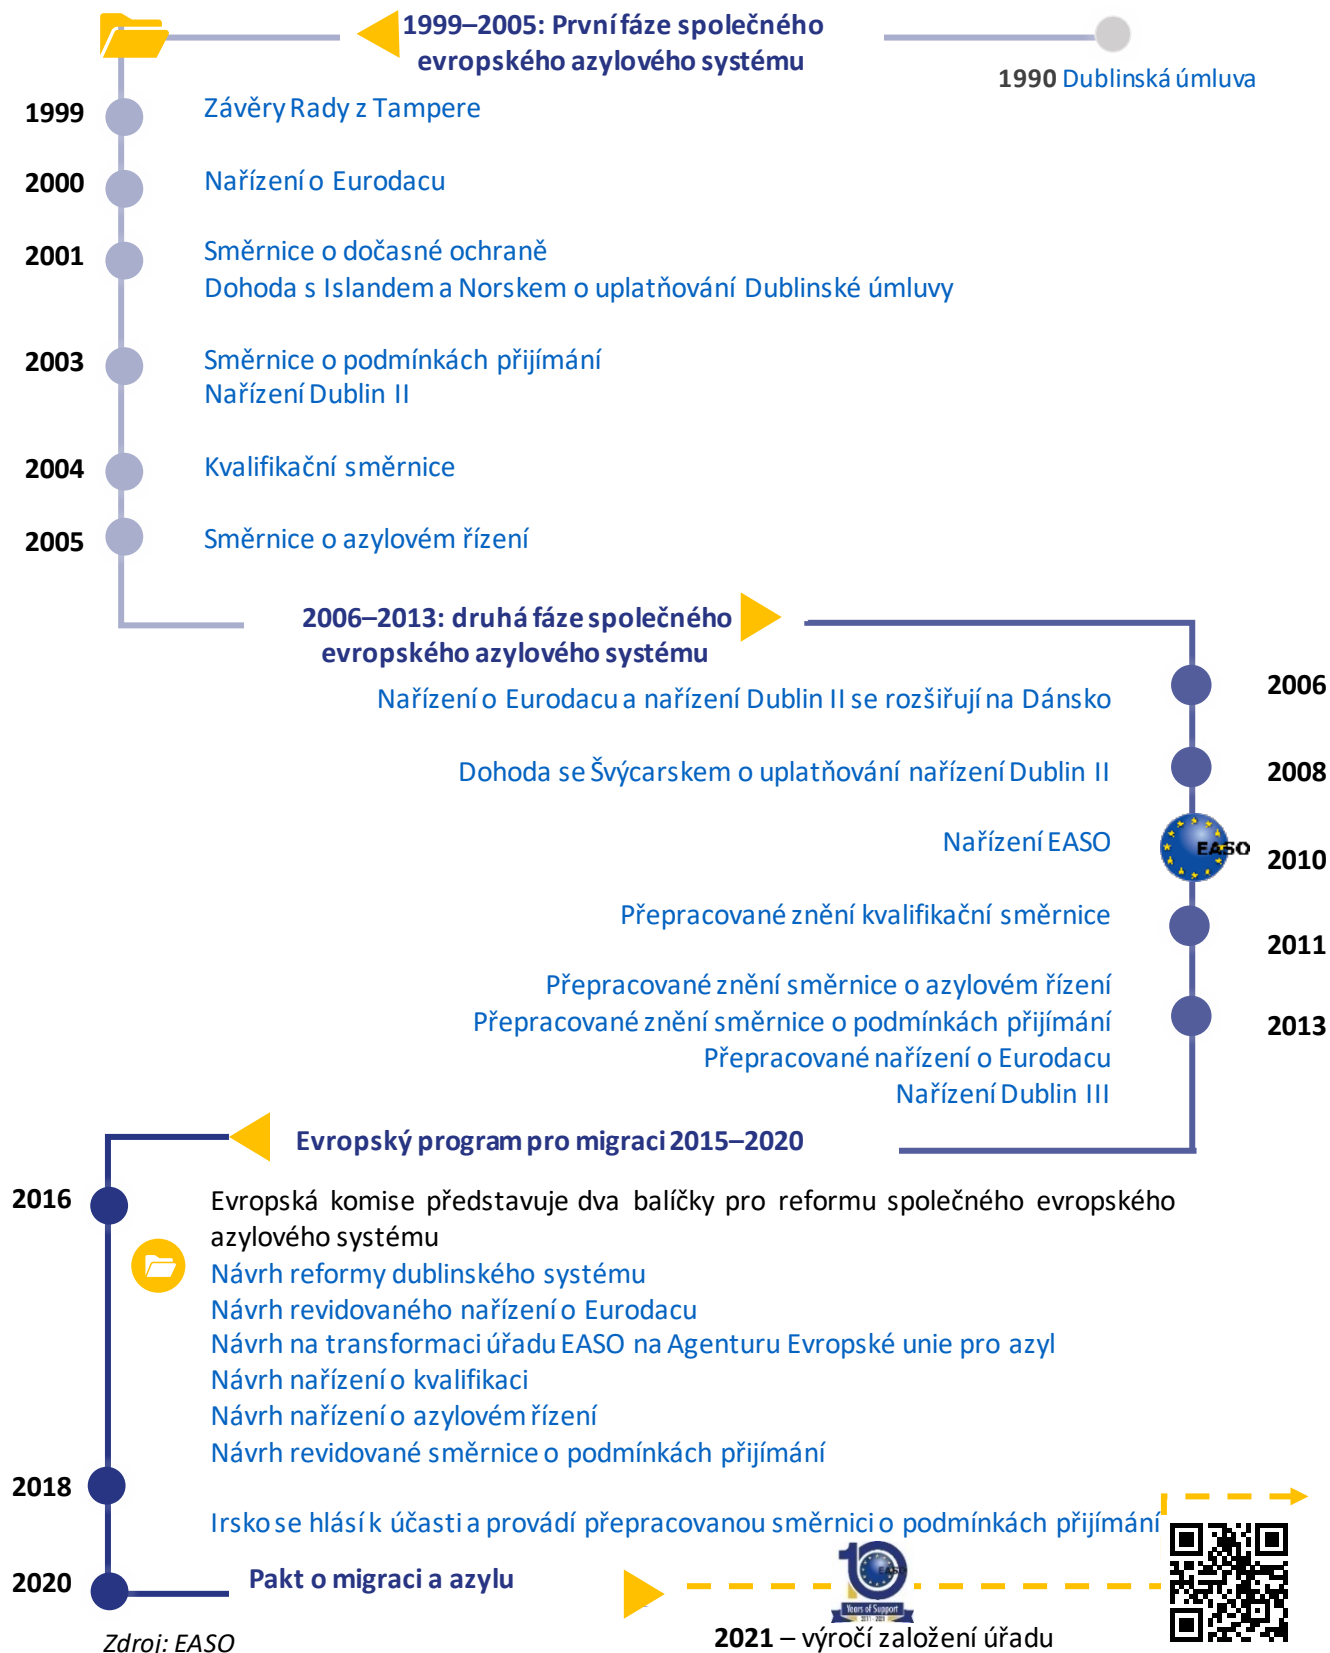 1999–2005: První fáze společného
evropského azylového systému
1990 Dublinská úmluva
1999
Závěry Rady z Tampere
2000
Nařízení o Eurodacu
2001
Směrnice o dočasné ochraně
Dohoda s Islandem a Norskem o uplatňování Dublinské úmluvy
2003
Směrnice o podmínkách přijímání
Nařízení Dublin II
2004
Kvalifikační směrnice
2005
Směrnice o azylovém řízení
2006–2013: druhá fáze společného
evropského azylového systému
Nařízení o Eurodacu a nařízení Dublin II se rozšiřují na Dánsko
2006
Dohoda se Švýcarskem o uplatňování nařízení Dublin II
2008
Nařízení EASO
EASO
2010
Přepracované znění kvalifikační směrnice
2011
Přepracované znění směrnice o azylovém řízení
Přepracované znění směrnice o podmínkách přijímání
2013
Přepracované nařízení o Eurodacu
Nařízení Dublin III
Evropský program pro migraci 2015–2020
2016
Evropská komise představuje dva balíčky pro reformu společného evropského
azylového systému
Návrh reformy dublinského systému
Návrh revidovaného nařízení o Eurodacu
Návrh na transformaci úřadu EASO na Agenturu Evropské unie pro azyl
Návrh nařízení o kvalifikaci
Návrh nařízení o azylovém řízení
Návrh revidované směrnice o podmínkách přijímání
2018
Irsko se hlásí k účasti a provádí přepracovanou směrnici o podmínkách přijímání
2020
Pakt o migraci a azylu
EASO
Years of Support
2011 - 2021
2021 – výročí založení úřadu
Zdroj: EASO